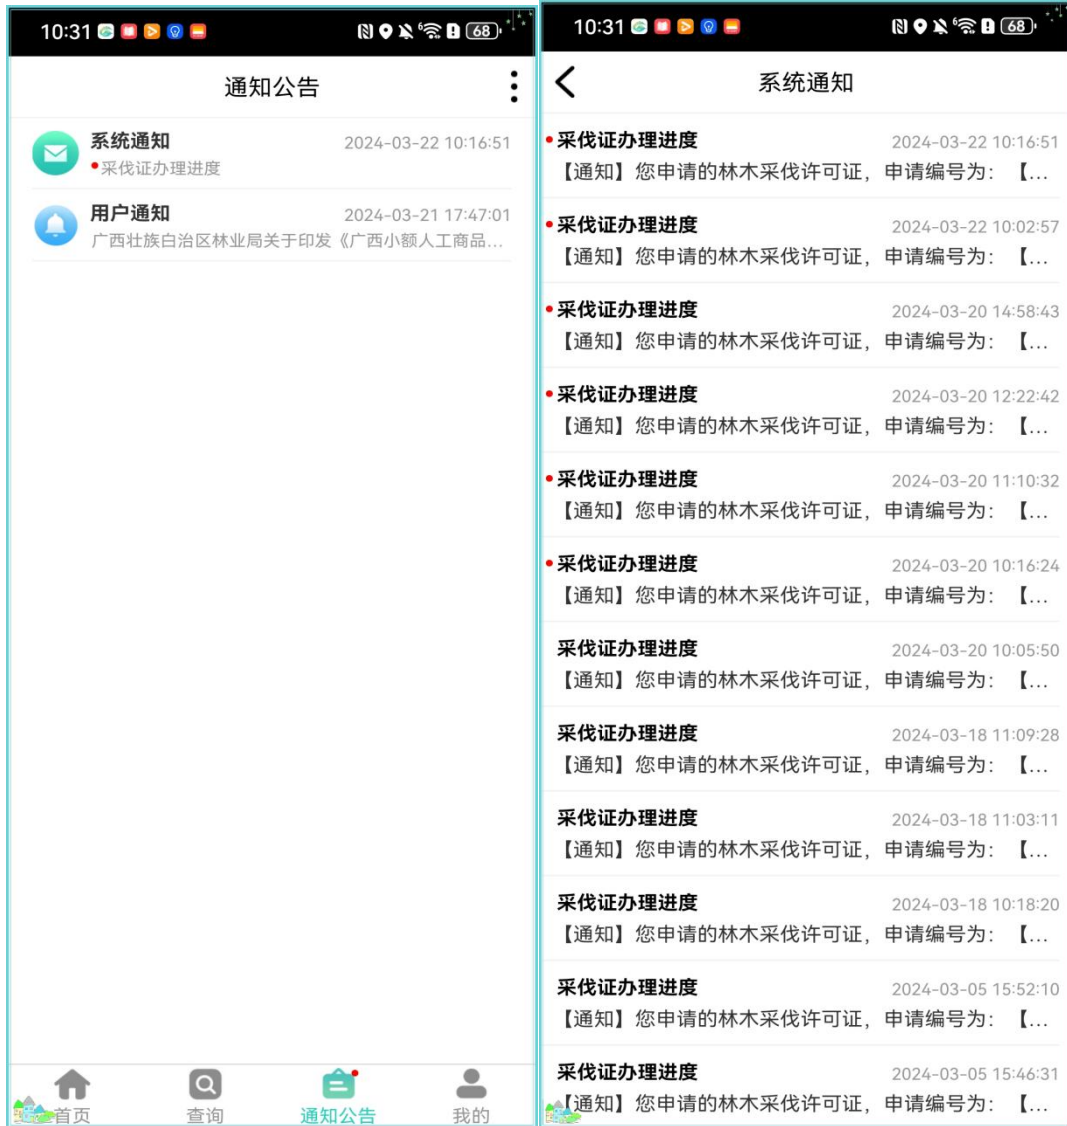 10:31
68
通知公告
系统通知
2024-03-22 10:16:51
采伐证办理进度
用户通知
2024-03-21 17:47:01
广西壮族自治区林业局关于印发《广西小额人工商品...
首页
查询
通知公告
我的
10:31
68
系统通知
采伐证办理进度 2024-03-22 10:16:51
【通知】您申请的林木采伐许可证，申请编号为：【...
采伐证办理进度 2024-03-22 10:02:57
【通知】您申请的林木采伐许可证，申请编号为：【...
采伐证办理进度 2024-03-20 14:58:43
【通知】您申请的林木采伐许可证，申请编号为：【...
采伐证办理进度 2024-03-20 12:22:42
【通知】您申请的林木采伐许可证，申请编号为：【...
采伐证办理进度 2024-03-20 11:10:32
【通知】您申请的林木采伐许可证，申请编号为：【...
采伐证办理进度 2024-03-20 10:16:24
【通知】您申请的林木采伐许可证，申请编号为：【...
采伐证办理进度 2024-03-20 10:05:50
【通知】您申请的林木采伐许可证，申请编号为：【...
采伐证办理进度 2024-03-18 11:09:28
【通知】您申请的林木采伐许可证，申请编号为：【...
采伐证办理进度 2024-03-18 11:03:11
【通知】您申请的林木采伐许可证，申请编号为：【...
采伐证办理进度 2024-03-18 10:18:20
【通知】您申请的林木采伐许可证，申请编号为：【...
采伐证办理进度 2024-03-05 15:52:10
【通知】您申请的林木采伐许可证，申请编号为：【...
采伐证办理进度 2024-03-05 15:46:31
【通知】您申请的林木采伐许可证，申请编号为：【...